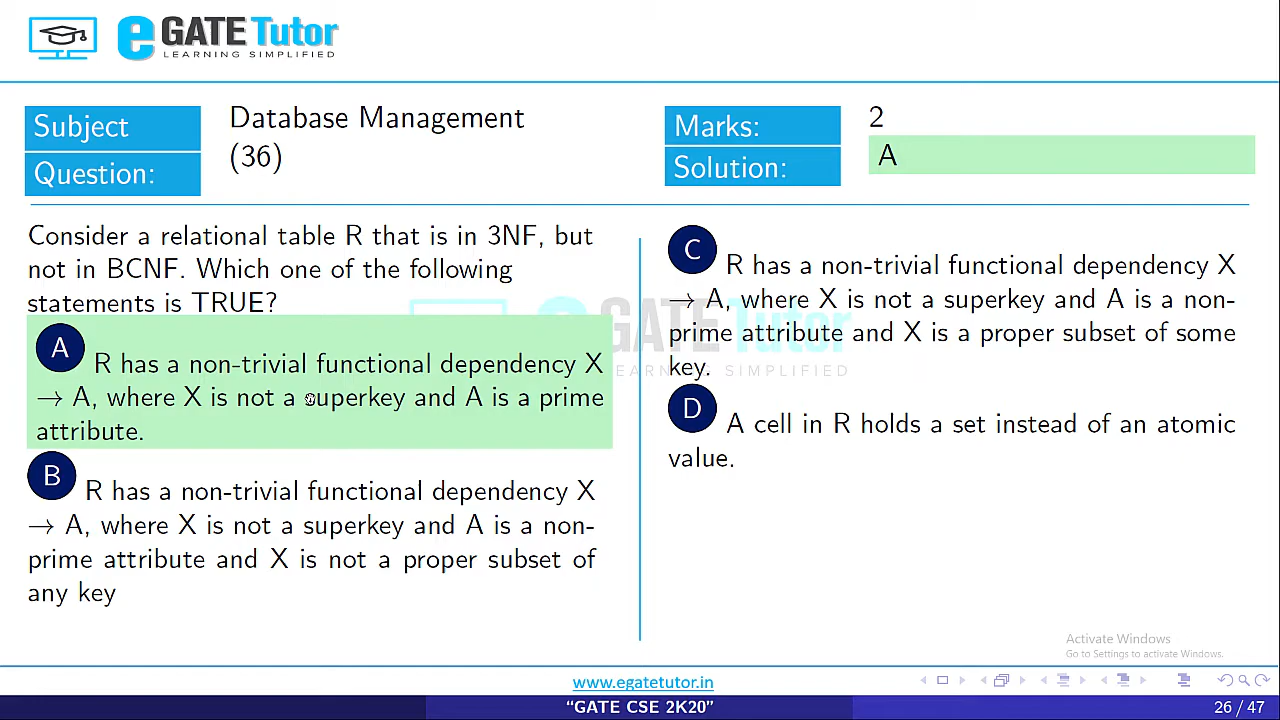 e GATE Tutor
LEARNING SIMPLIFIED
Subject
Database Management
Question:
(36)
Marks:
2
Solution:
A
Consider a relational table R that is in 3NF, but
not in BCNF. Which one of the following
statements is TRUE?
A R has a non-trivial functional dependency X
→ A, where X is not a superkey and A is a prime
attribute.
B R has a non-trivial functional dependency X
→ A, where X is not a superkey and A is a non-
prime attribute and X is not a proper subset of
any key
C R has a non-trivial functional dependency X
→ A, where X is not a superkey and A is a non-
prime attribute and X is a proper subset of some
key.
D A cell in R holds a set instead of an atomic
value.
GATE Tutor
LEARNING SIMPLIFIED
Activate Windows
Go to Settings to activate Windows.
www.egatetutor.in
“GATE CSE 2K20”
26 / 47